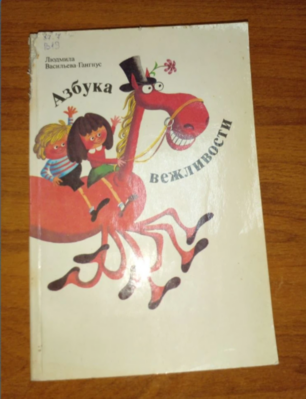 Людмила
Васильева-Гангнус
Азбука
вежливости